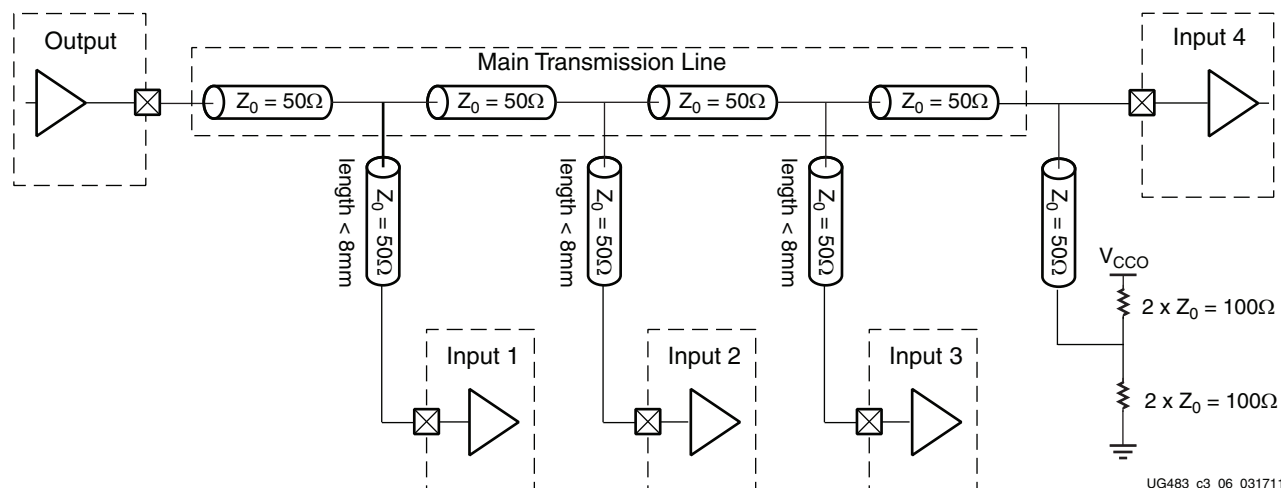 Output
Main Transmission Line
Input 4
Z0 = 50Ω
Z0 = 50Ω
Z0 = 50Ω
Z0 = 50Ω
length < 8mm
Z0 = 50Ω
length < 8mm
Z0 = 50Ω
length < 8mm
Z0 = 50Ω
Z0 = 50Ω
VCCO
2 x Z0 = 100Ω
Input 1
Input 2
Input 3
2 x Z0 = 100Ω
UG483_c3_06_031711